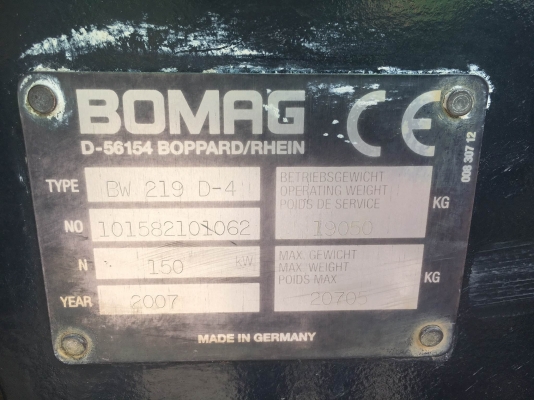 BOMAG CE
D-56154 BOPPARD/RHEIN
008 307 12
TYPE BW 219 D-4
NO 101582101062
N 150 KW
YEAR 2007
BETRIEBSGEWICHT
OPERATING WEIGHT
POIDS DE SERVICE
19050 KG
MAX. GEWICHT
MAX. WEIGHT
POIDS MAX
20705 KG
MADE IN GERMANY